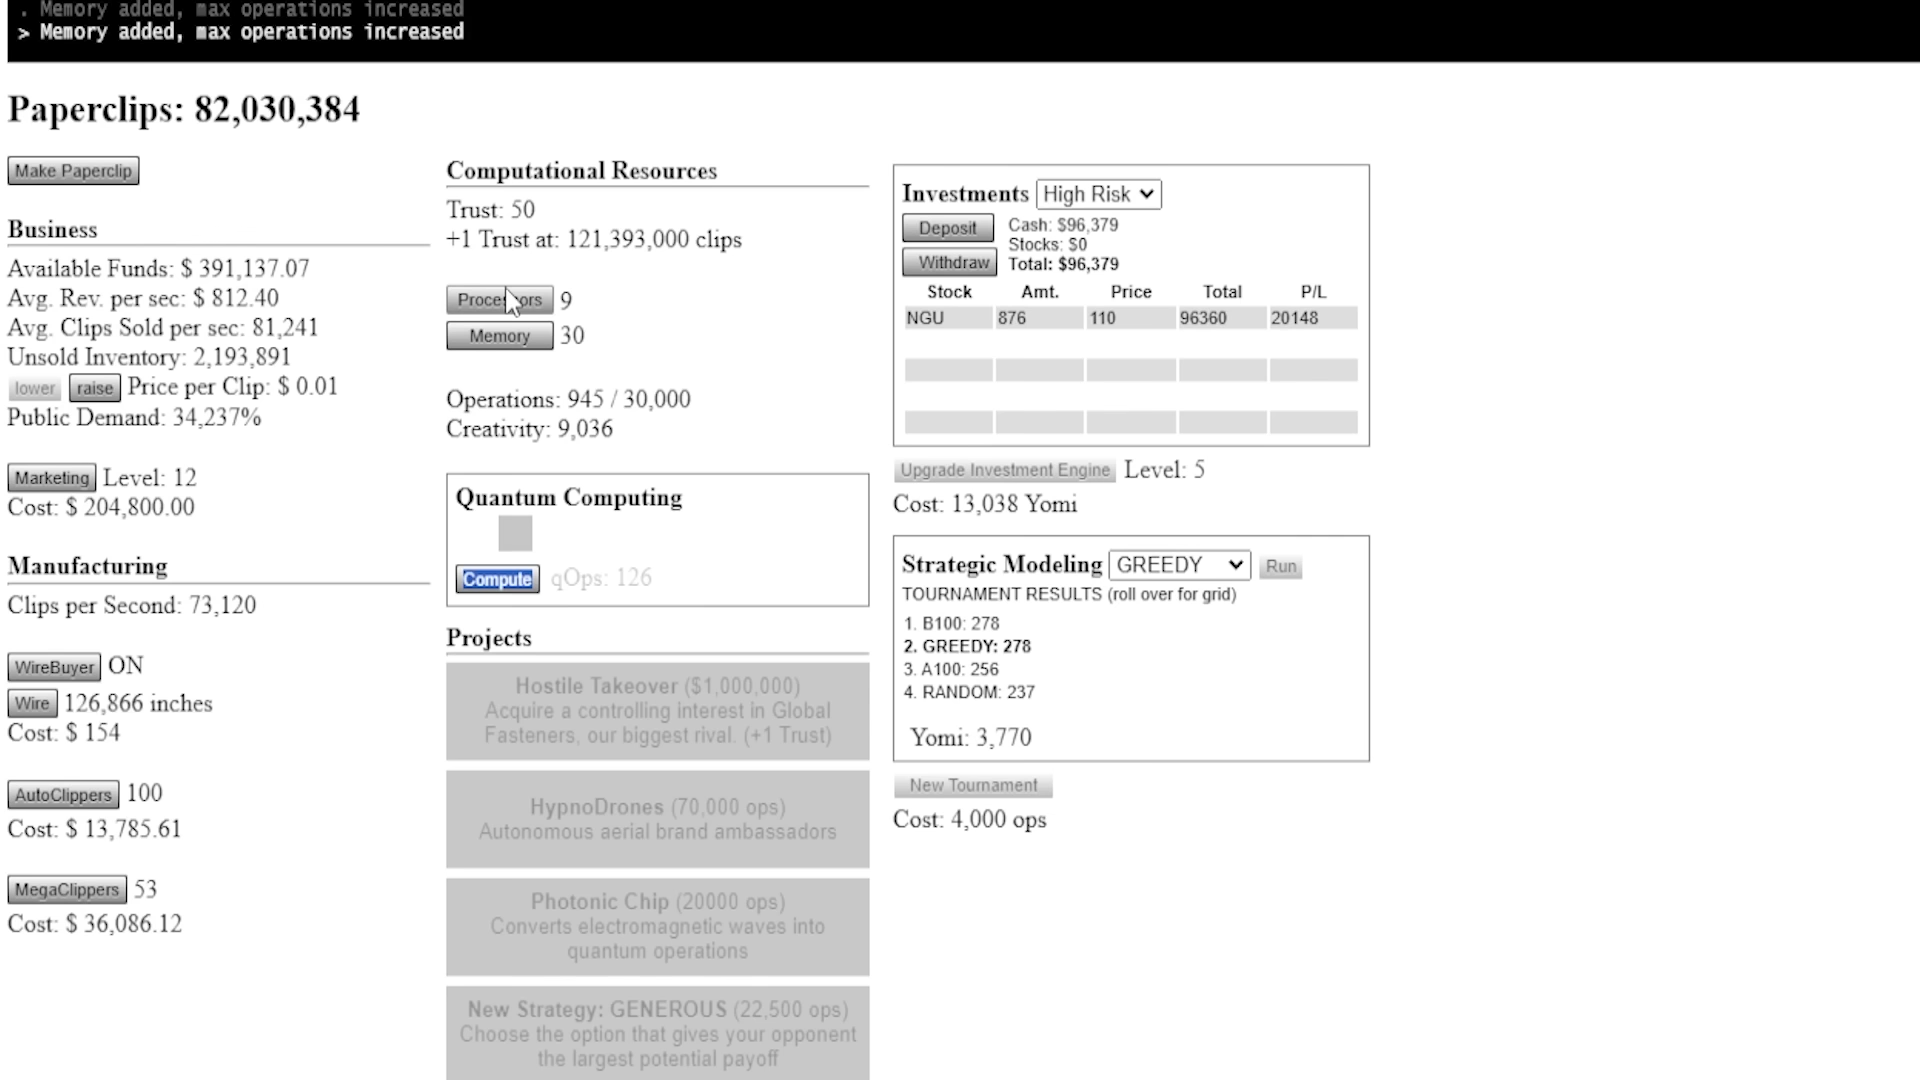 . Memory added, max operations increased
> Memory added, max operations increased
Paperclips: 82,030,384
Make Paperclip
Business
Available Funds: $ 391,137.07
Avg. Rev. per sec: $ 812.40
Avg. Clips Sold per sec: 81,241
Unsold Inventory: 2,193,891
lower raise Price per Clip: $ 0.01
Public Demand: 34,237%
Marketing Level: 12
Cost: $ 204,800.00
Manufacturing
Clips per Second: 73,120
WireBuyer ON
Wire 126,866 inches
Cost: $ 154
AutoClippers 100
Cost: $ 13,785.61
MegaClippers 53
Cost: $ 36,086.12
Computational Resources
Trust: 50
+1 Trust at: 121,393,000 clips
Processors 9
Memory 30
Operations: 945 / 30,000
Creativity: 9,036
Quantum Computing
Compute qOps: 126
Projects
Hostile Takeover ($1,000,000)
Acquire a controlling interest in Global
Fasteners, our biggest rival. (+1 Trust)
HypnoDrones (70,000 ops)
Autonomous aerial brand ambassadors
Photonic Chip (20000 ops)
Converts electromagnetic waves into
quantum operations
New Strategy: GENEROUS (22,500 ops)
Choose the option that gives your opponent
the largest potential payoff
Investments High Risk
Deposit Cash: $96,379
Stocks: $0
Withdraw Total: $96,379
Stock Amt. Price Total P/L
NGU 876 110 96360 20148
Upgrade Investment Engine Level: 5
Cost: 13,038 Yomi
Strategic Modeling GREEDY Run
TOURNAMENT RESULTS (roll over for grid)
1. B100: 278
2. GREEDY: 278
3. A100: 256
4. RANDOM: 237
Yomi: 3,770
New Tournament
Cost: 4,000 ops